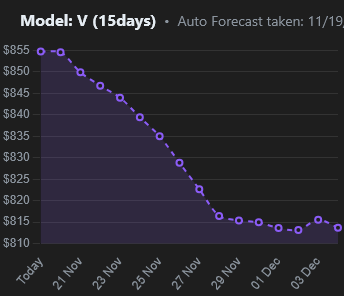 Model: V (15days) • Auto Forecast taken: 11/19/
$855
$850
$845
$840
$835
$830
$825
$820
$815
$810
Today
21 Nov
23 Nov
25 Nov
27 Nov
29 Nov
01 Dec
03 Dec